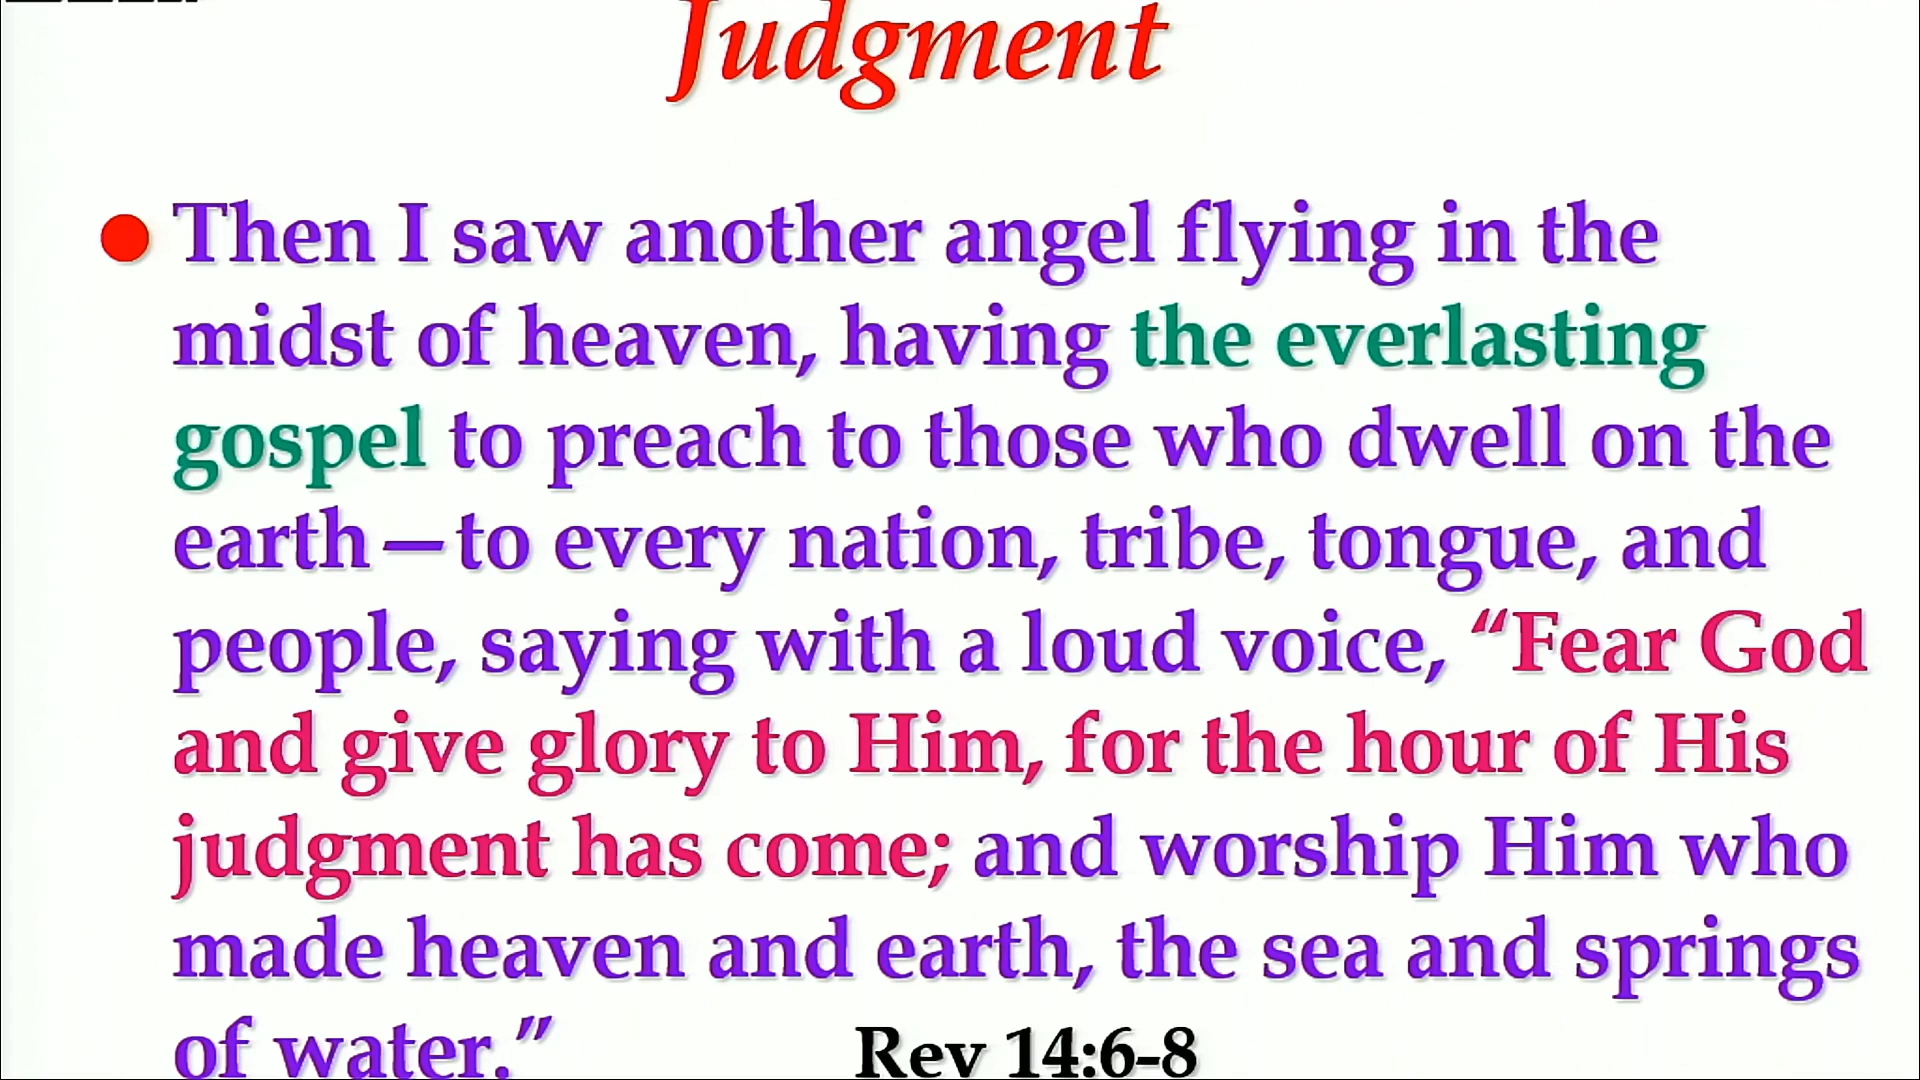 Judgment
Then I saw another angel flying in the
midst of heaven, having the everlasting
gospel to preach to those who dwell on the
earth—to every nation, tribe, tongue, and
people, saying with a loud voice, “Fear God
and give glory to Him, for the hour of His
judgment has come; and worship Him who
made heaven and earth, the sea and springs
of water.” Rev 14:6-8